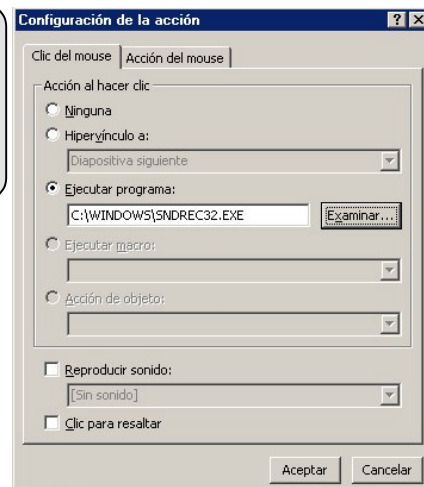 Configuración de la acción
Clic del mouse Acción del mouse
Acción al hacer clic
Ninguna
Hipervínculo a:
Diapositiva siguiente
Ejecutar programa:
C:\WINDOWS\SNDREC32.EXE Examinar...
Ejecutar macro:
Acción de objeto:
Reproducir sonido:
[Sin sonido]
Clic para resaltar
Aceptar Cancelar